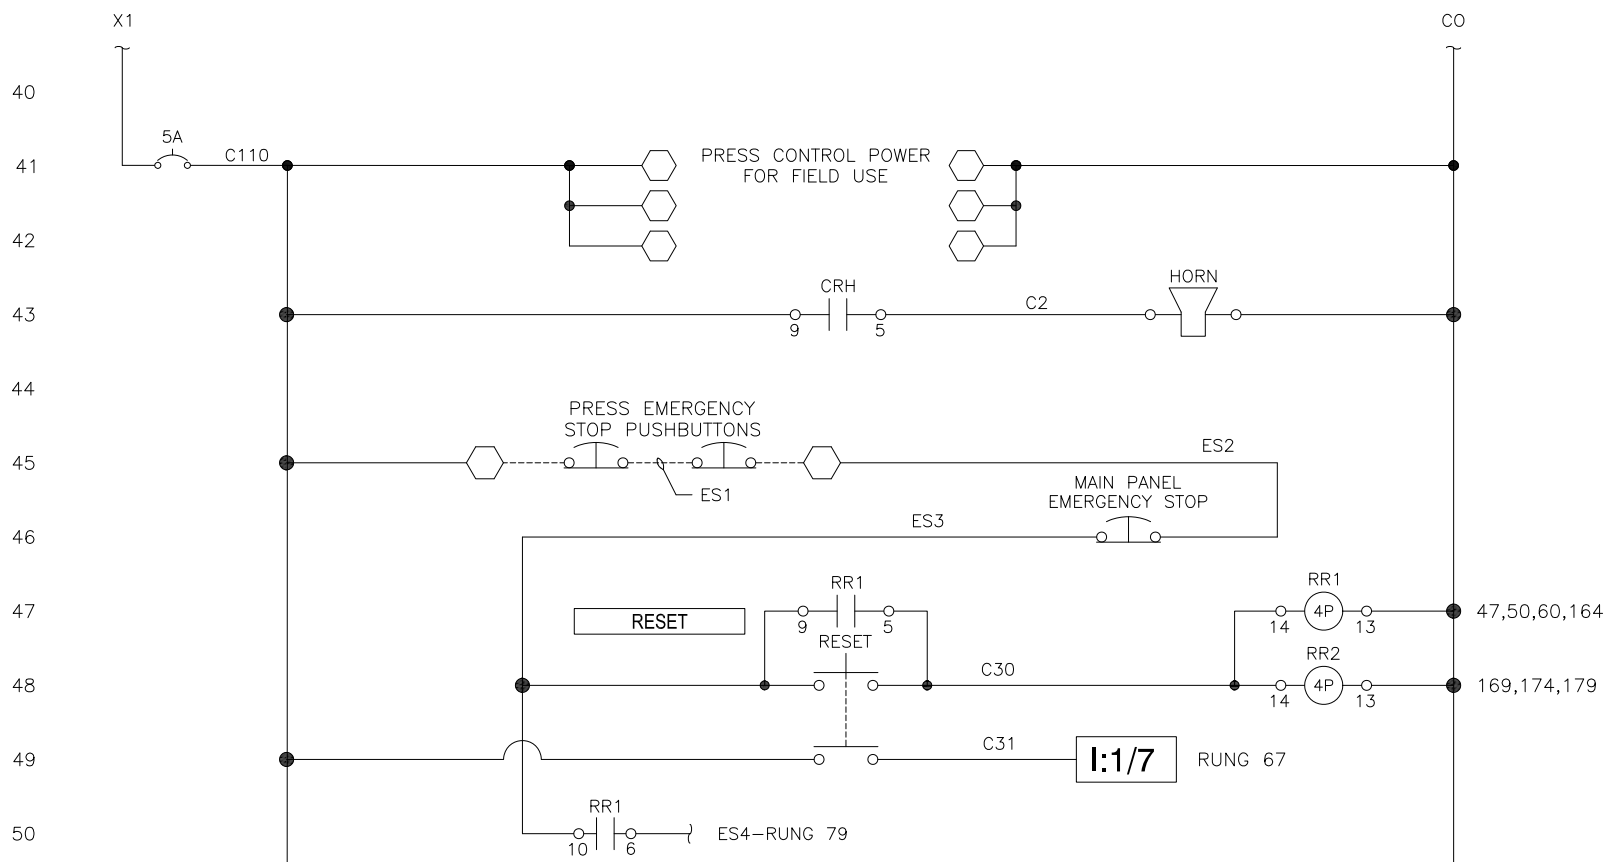 X1 CO
40
5A
C110
41
PRESS CONTROL POWER
FOR FIELD USE
42
CRH
HORN
C2
43
9 5
44
PRESS EMERGENCY
STOP PUSHBUTTONS
ES2
45
ES1
MAIN PANEL
EMERGENCY STOP
ES3
46
RR1 RR1
47
RESET
4P
47,50,60,164
9 5 14 13
RESET
RR2
C30
48
4P
169,174,179
14 13
C31
49
I:1/7
RUNG 67
RR1
50
ES4-RUNG 79
10 6